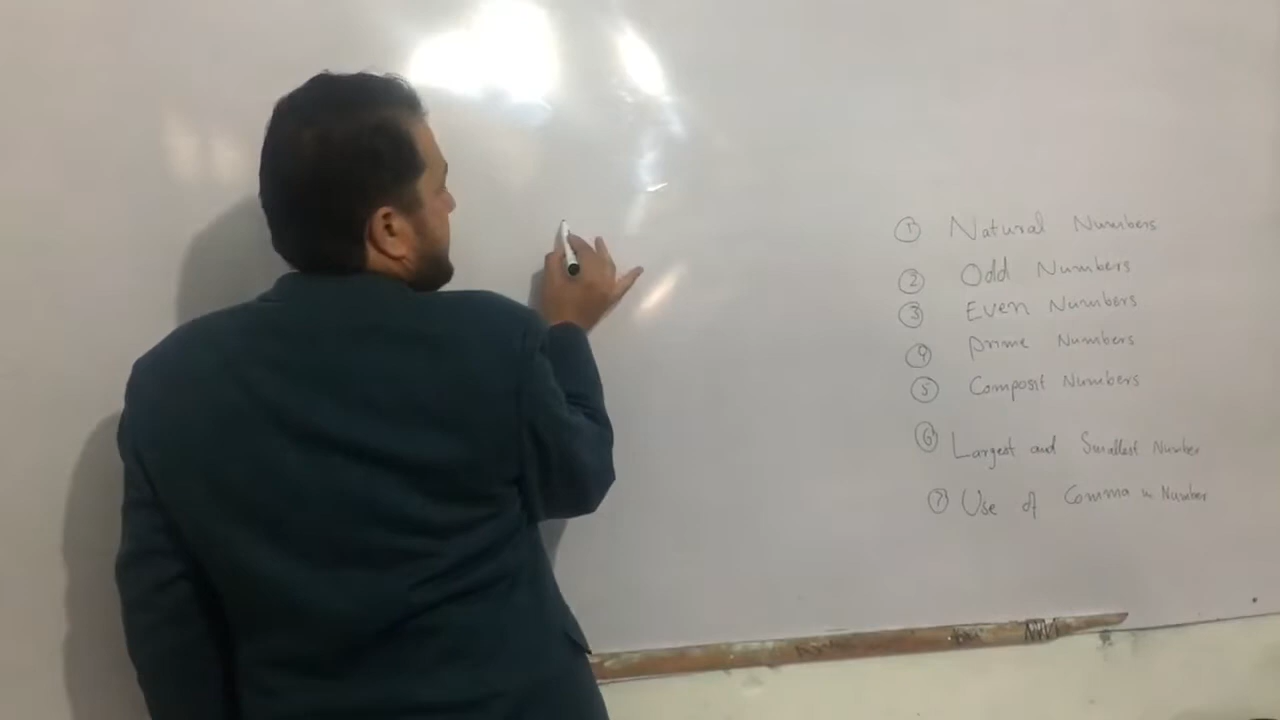 ① Natural Numbers
② Odd Numbers
③ Even Numbers
④ Prime Numbers
⑤ Composit Numbers
⑥ Largest and Smallest Number
⑦ Use of Comma in Number